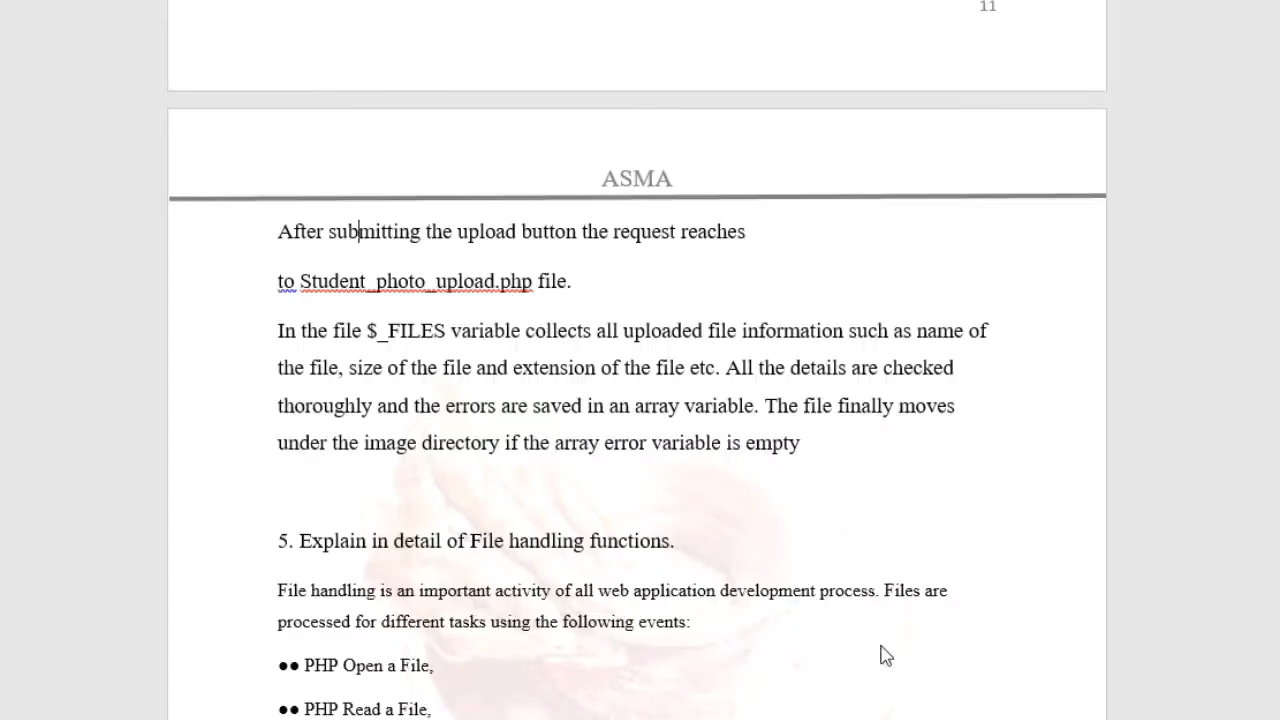 11
ASMA
After submitting the upload button the request reaches
to Student_photo_upload.php file.
In the file $_FILES variable collects all uploaded file information such as name of
the file, size of the file and extension of the file etc. All the details are checked
thoroughly and the errors are saved in an array variable. The file finally moves
under the image directory if the array error variable is empty
5. Explain in detail of File handling functions.
File handling is an important activity of all web application development process. Files are
processed for different tasks using the following events:
●● PHP Open a File,
●● PHP Read a File,